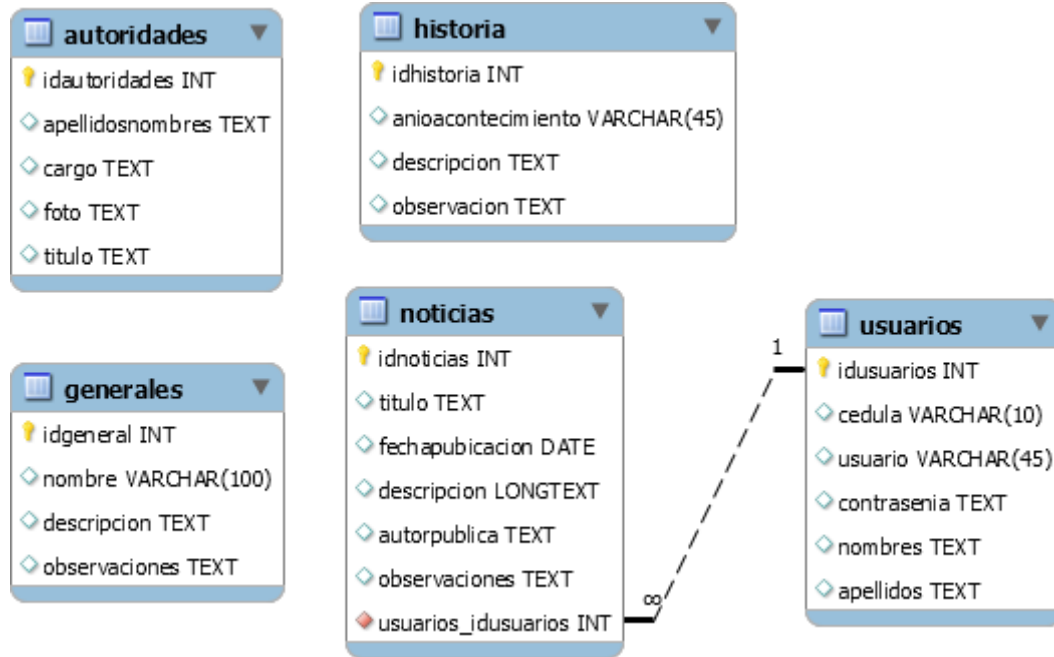 autoridades
idautoridades INT
apellidosnombres TEXT
cargo TEXT
foto TEXT
titulo TEXT
historia
idhistoria INT
anioacontecimiento VARCHAR(45)
descripcion TEXT
observacion TEXT
generales
idgeneral INT
nombre VARCHAR(100)
descripcion TEXT
observaciones TEXT
noticias
idnoticias INT
titulo TEXT
fechapubicacion DATE
descripcion LONGTEXT
autorpublica TEXT
observaciones TEXT
usuarios_idusuarios INT
∞
1
usuarios
idusuarios INT
cedula VARCHAR(10)
usuario VARCHAR(45)
contrasenia TEXT
nombres TEXT
apellidos TEXT